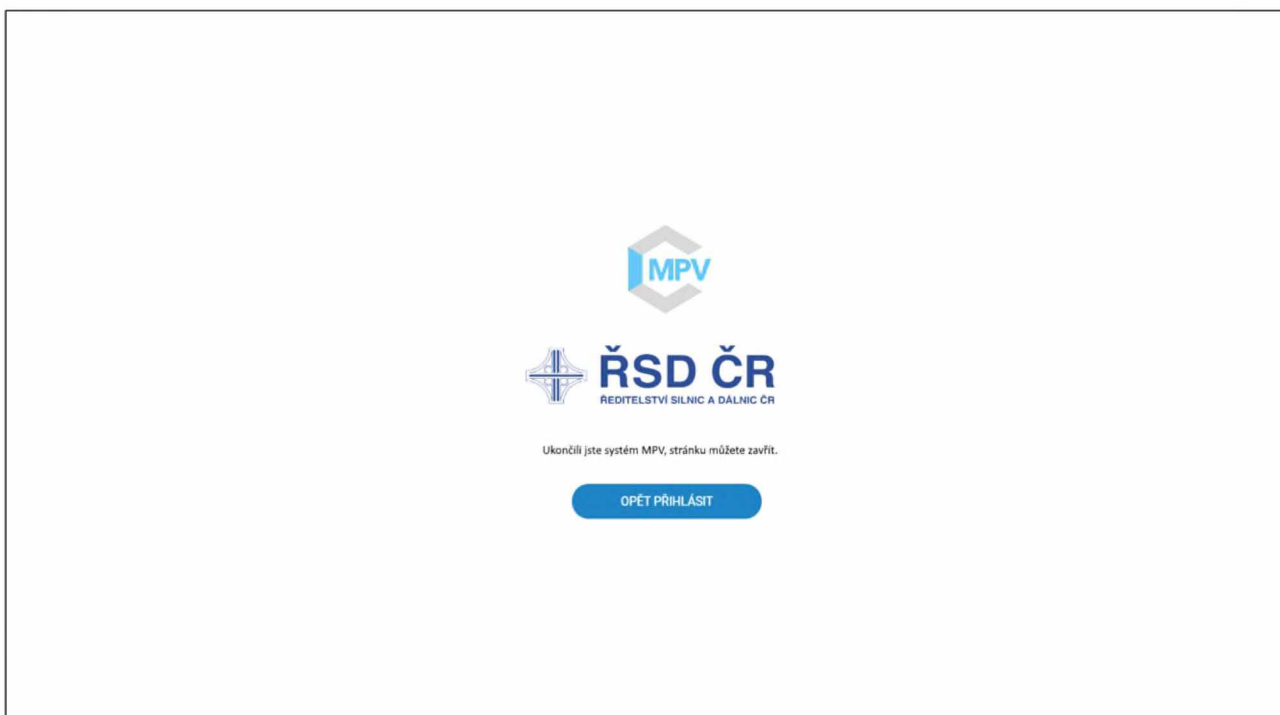 MPV
ŘSD ČR
ŘEDITELSTVÍ SILNIC A DÁLNIC ČR
Ukončili jste systém MPV, stránku můžete zavřít.
OPĚT PŘIHLÁSIT